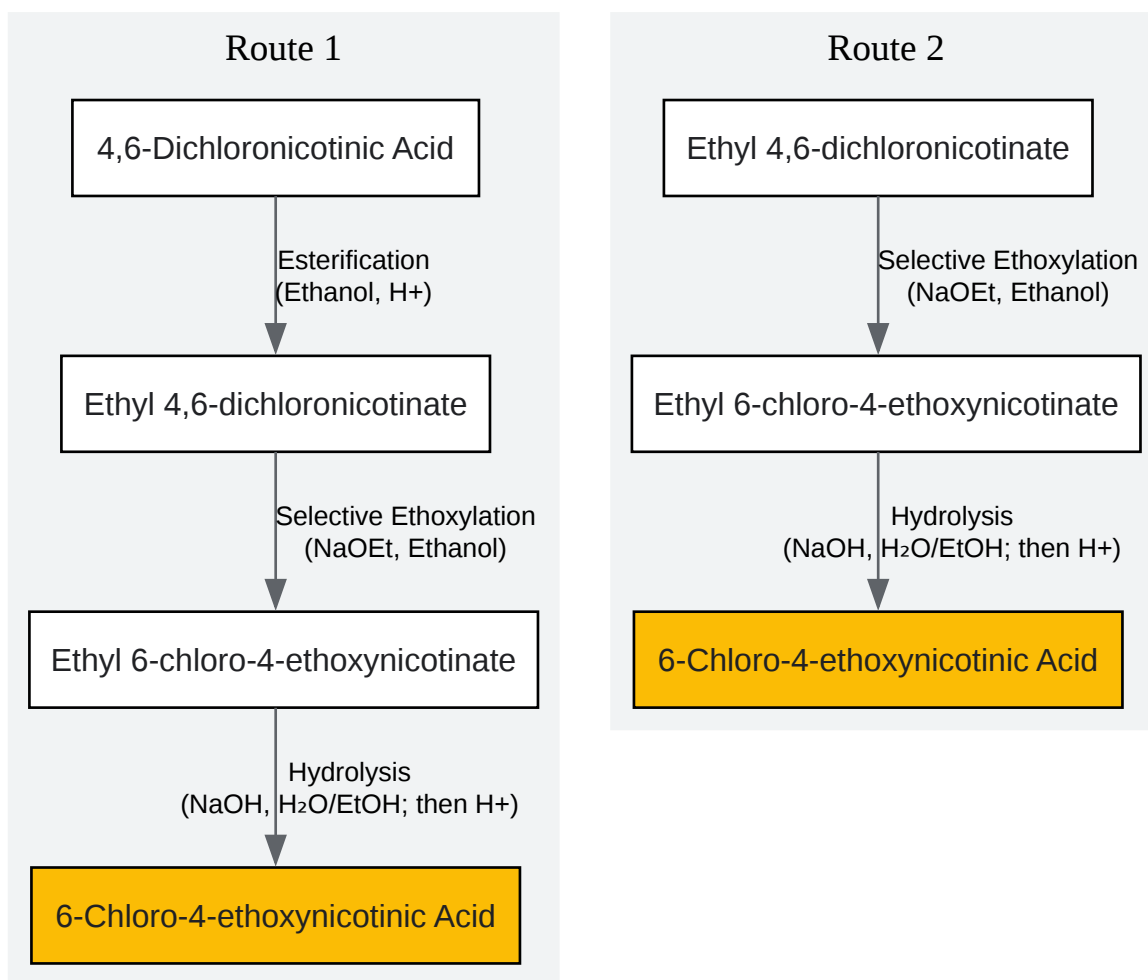 Route 1
4,6-Dichloronicotinic Acid
Esterification
(Ethanol, H+)
Ethyl 4,6-dichloronicotinate
Selective Ethoxylation
(NaOEt, Ethanol)
Ethyl 6-chloro-4-ethoxynicotinate
Hydrolysis
(NaOH, H₂O/EtOH; then H+)
6-Chloro-4-ethoxynicotinic Acid
Route 2
Ethyl 4,6-dichloronicotinate
Selective Ethoxylation
(NaOEt, Ethanol)
Ethyl 6-chloro-4-ethoxynicotinate
Hydrolysis
(NaOH, H₂O/EtOH; then H+)
6-Chloro-4-ethoxynicotinic Acid